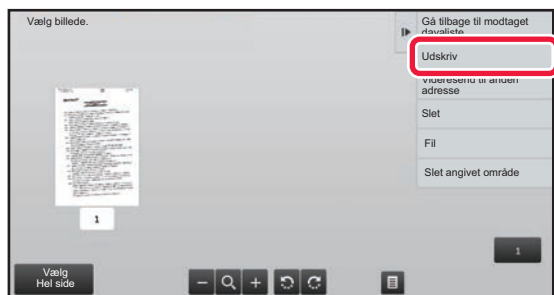 Vælg billede.
Gå tilbage til modtaget
davaliste
Udskriv
Videresend til anden
adresse
Slet
Fil
Slet angivet område
1
1
Vælg
Hel side